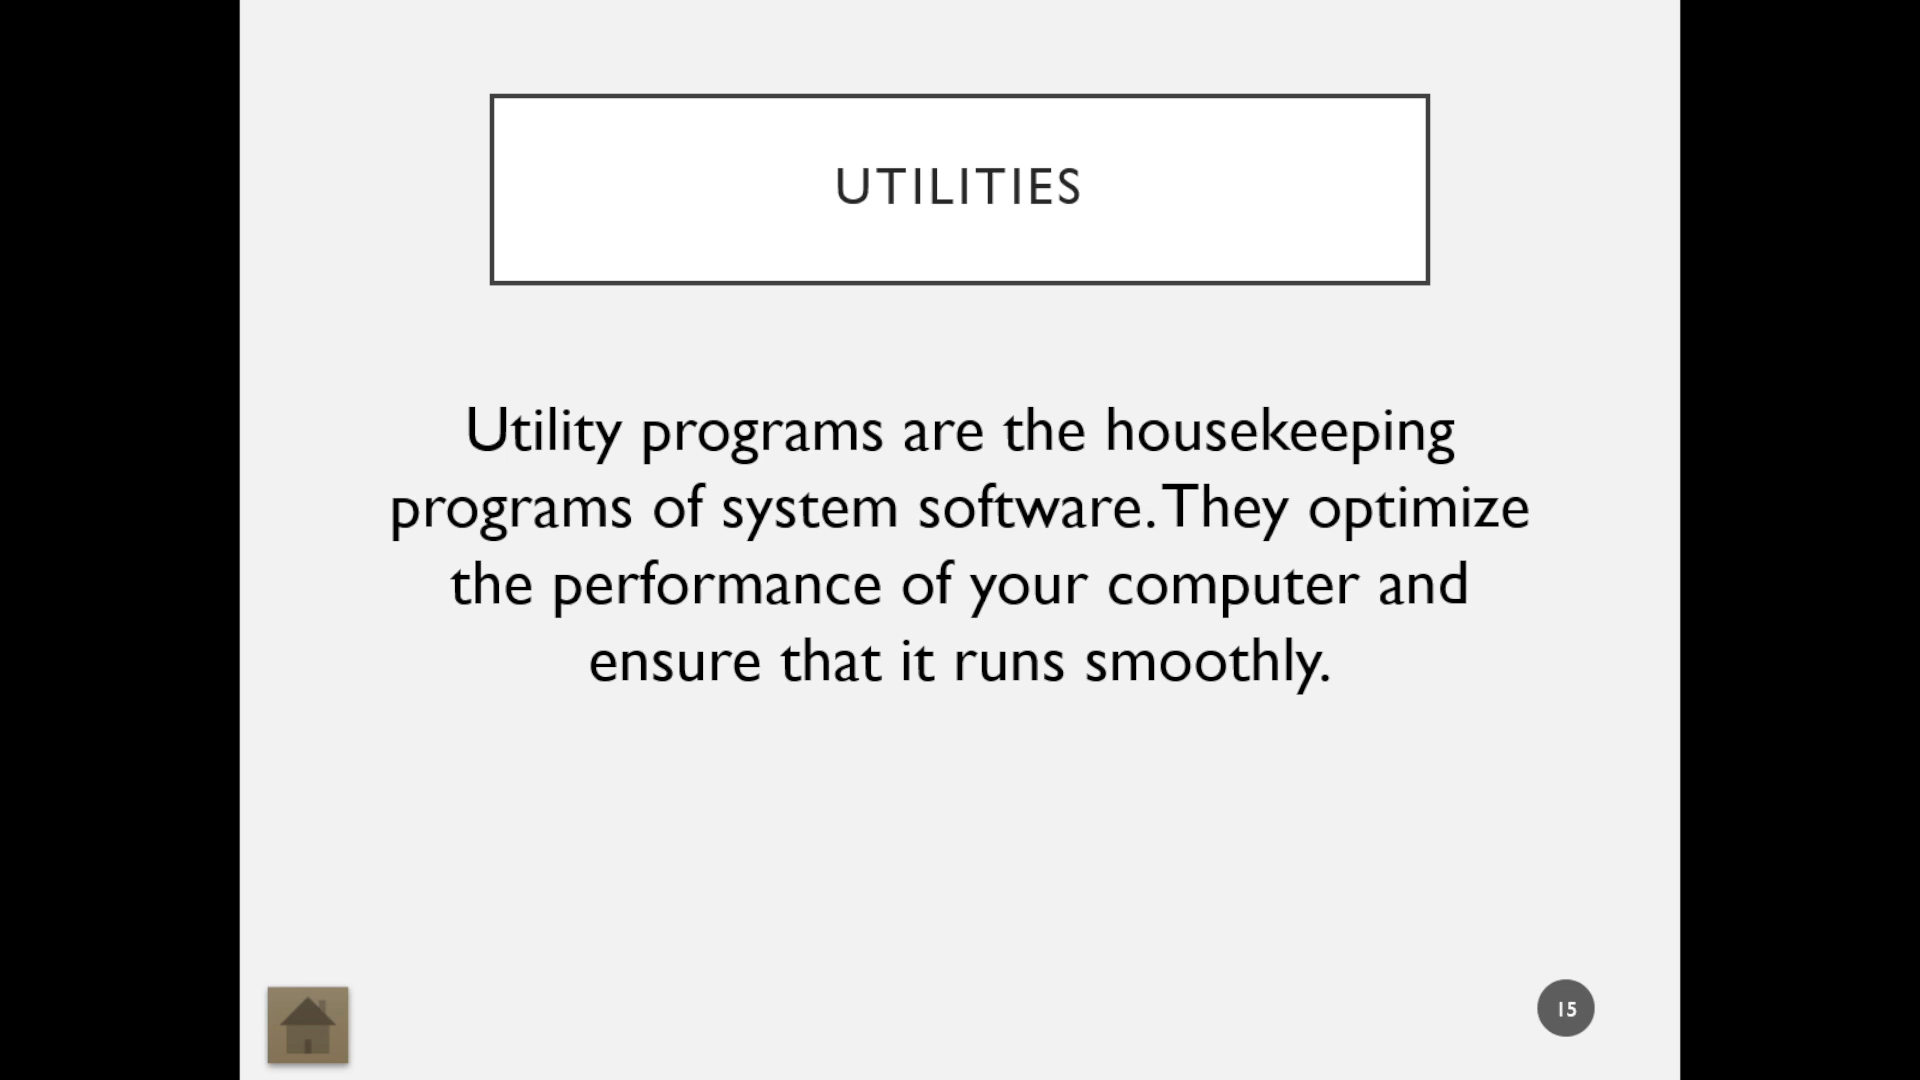 UTILITIES
Utility programs are the housekeeping
programs of system software. They optimize
the performance of your computer and
ensure that it runs smoothly.
15